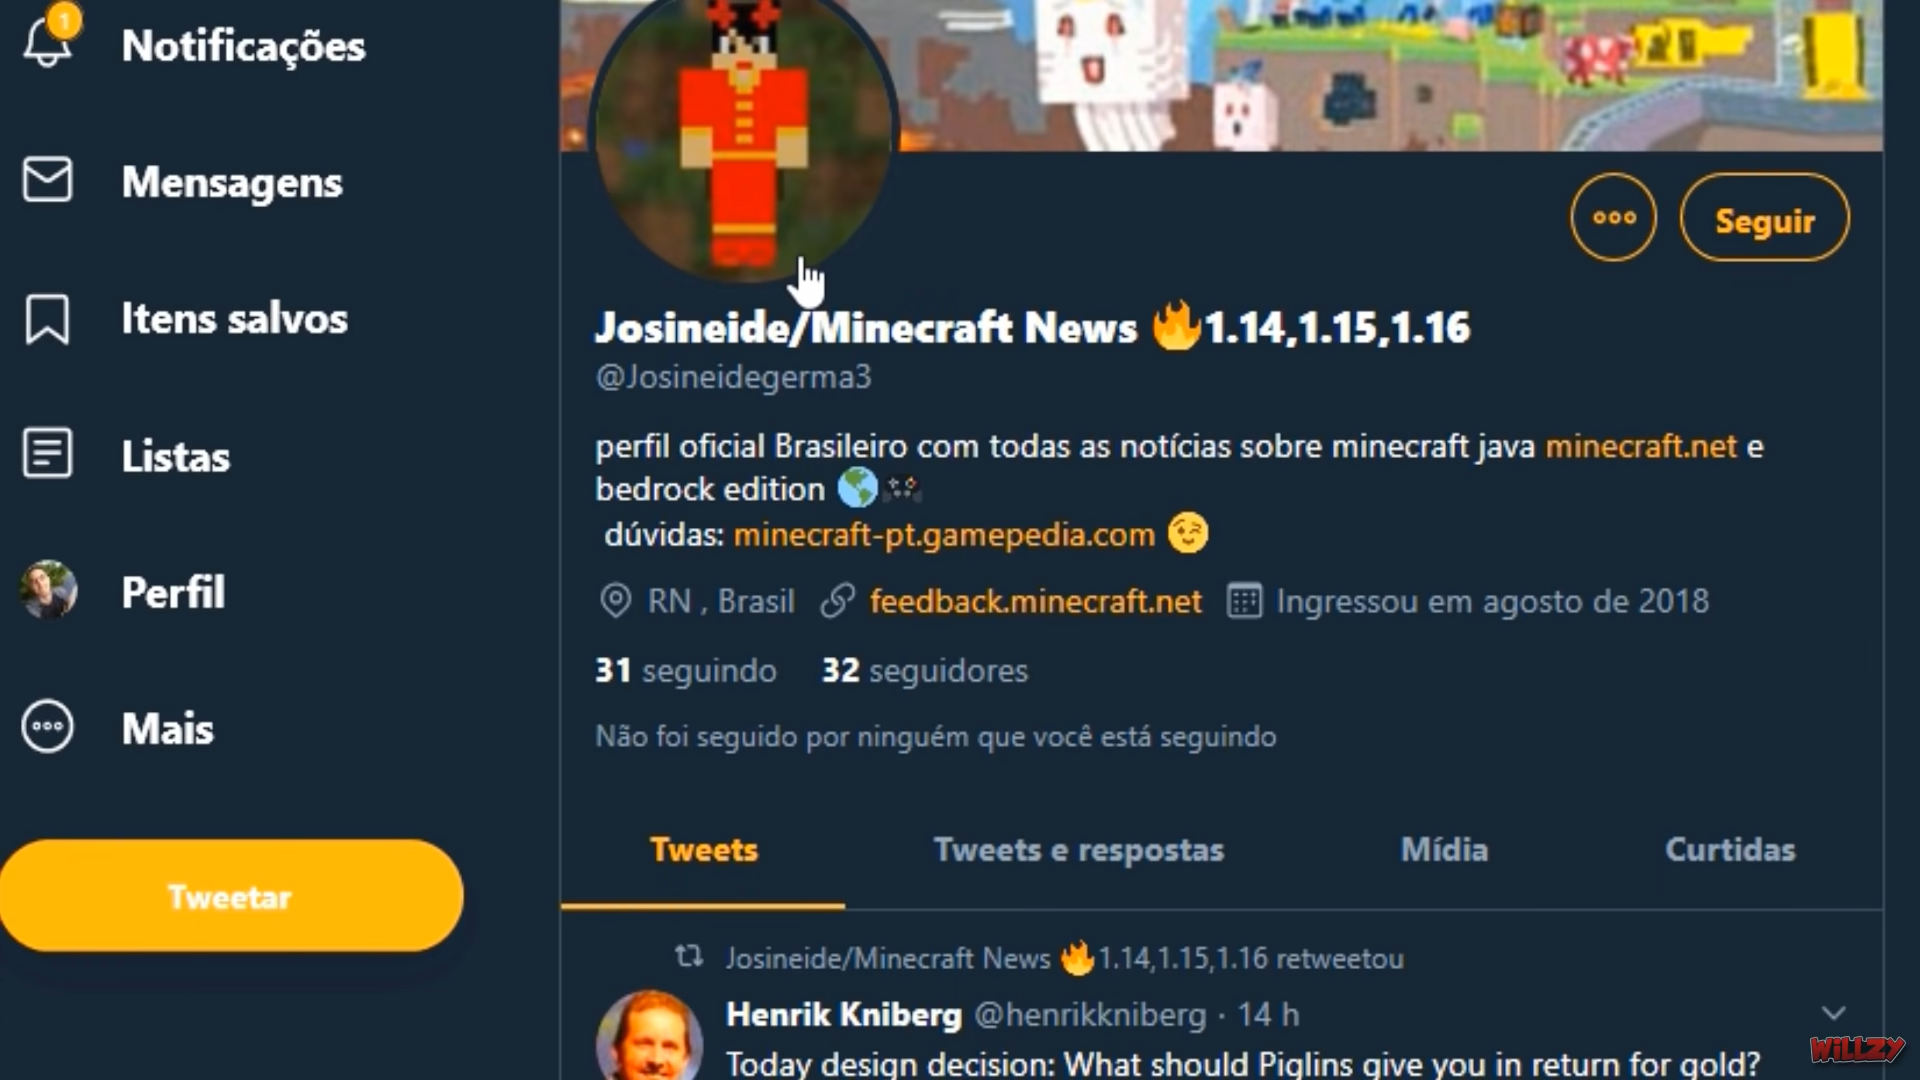 1
Notificações
Mensagens
Itens salvos
Listas
Perfil
Mais
Tweetar
Seguir
Josineide/Minecraft News 🔥1.14,1.15,1.16
@Josineidegerma3
perfil oficial Brasileiro com todas as notícias sobre minecraft java minecraft.net e
bedrock edition 🌎🎮
dúvidas: minecraft-pt.gamepedia.com 😉
RN , Brasil feedback.minecraft.net Ingressou em agosto de 2018
31 seguindo 32 seguidores
Não foi seguido por ninguém que você está seguindo
Tweets Tweets e respostas Mídia Curtidas
Josineide/Minecraft News 🔥1.14,1.15,1.16 retweetou
Henrik Kniberg @henrikkniberg · 14 h
Today design decision: What should Piglins give you in return for gold?
WILLZY